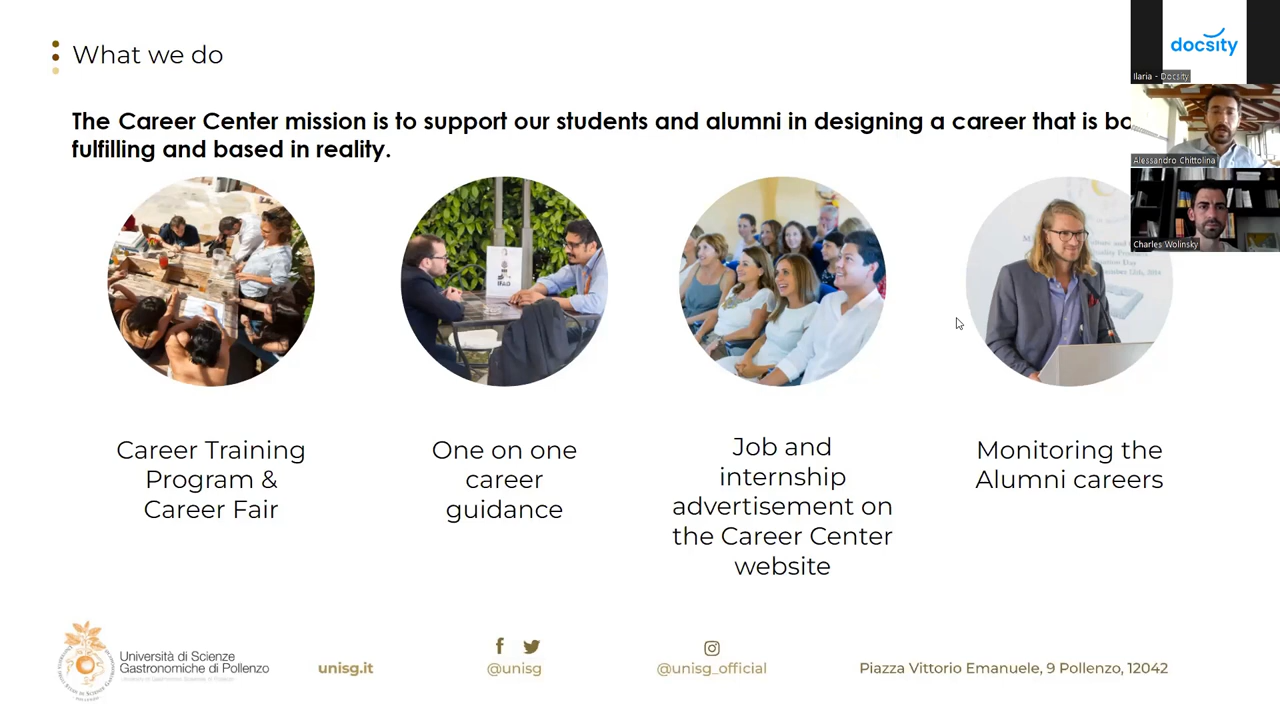 What we do
The Career Center mission is to support our students and alumni in designing a career that is
fulfilling and based in reality.
docsity
Ilaria - Docsity
Alessandro Chittolina
Charles Wolinsky
Career Training
Program &
Career Fair
One on one
career
guidance
Job and
internship
advertisement on
the Career Center
website
Monitoring the
Alumni careers
Università di Scienze
Gastronomiche di Pollenzo
unisg.it
@unisg
@unisg_official
Piazza Vittorio Emanuele, 9 Pollenzo, 12042